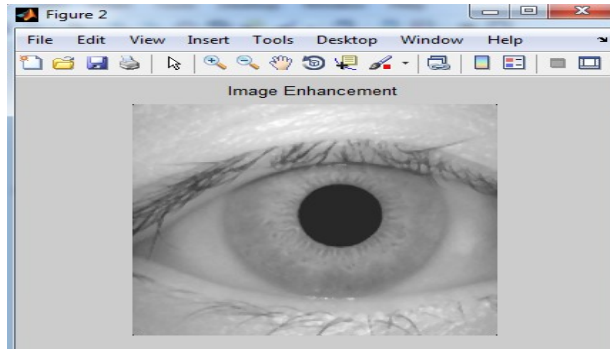 Figure 2
File Edit View Insert Tools Desktop Window Help
Image Enhancement